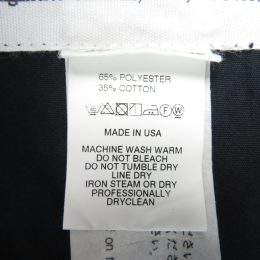 65% POLYESTER
35% COTTON
F W
MADE IN USA
MACHINE WASH WARM
DO NOT BLEACH
DO NOT TUMBLE DRY
LINE DRY
IRON STEAM OR DRY
PROFESSIONALLY
DRYCLEAN